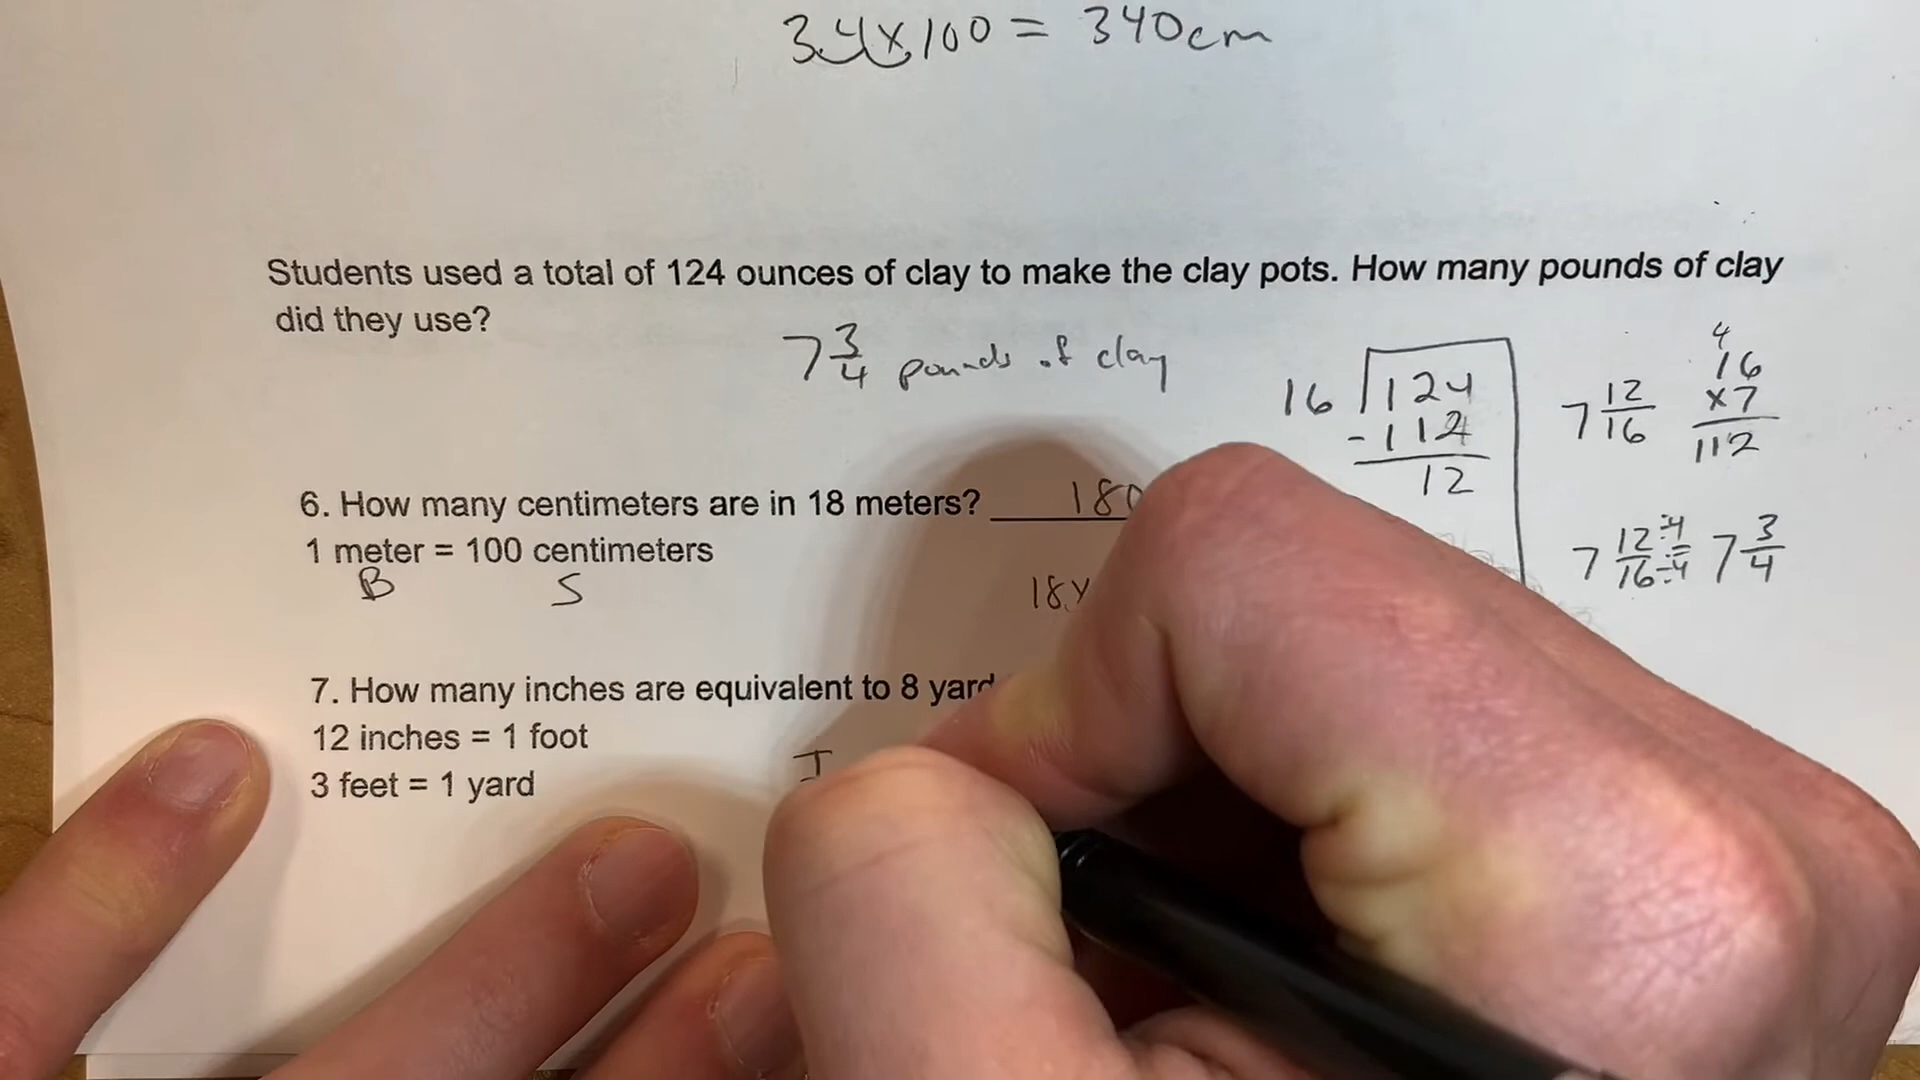 3.4x100 = 340cm
Students used a total of 124 ounces of clay to make the clay pots. How many pounds of clay
did they use?
7 3/4 pounds of clay
16 124
-112
12
7 12/16
4
16
x7
112
7 12÷4/16÷4 = 7 3/4
6. How many centimeters are in 18 meters? 180
1 meter = 100 centimeters
B S
18x
7. How many inches are equivalent to 8 yard
12 inches = 1 foot
3 feet = 1 yard
I